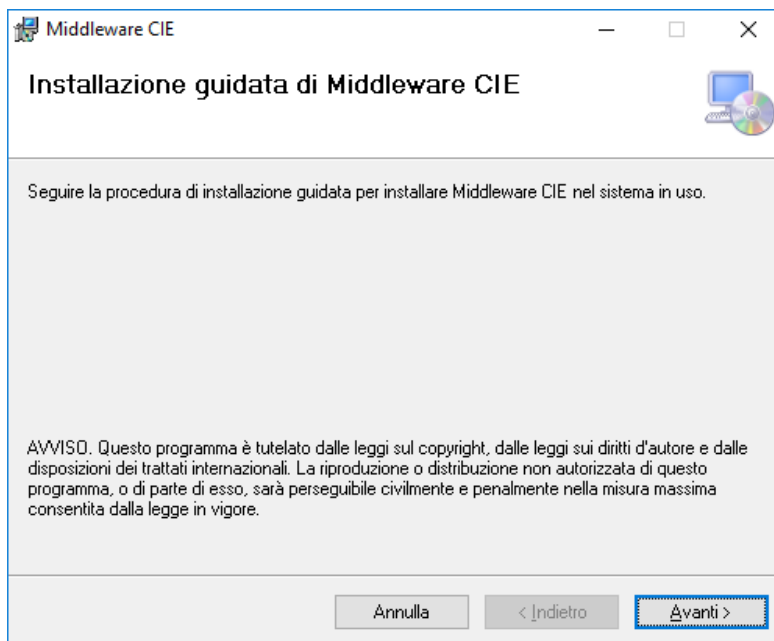 Middleware CIE
Installazione guidata di Middleware CIE
Seguire la procedura di installazione guidata per installare Middleware CIE nel sistema in uso.
AVVISO. Questo programma è tutelato dalle leggi sul copyright, dalle leggi sui diritti d'autore e dalle
disposizioni dei trattati internazionali. La riproduzione o distribuzione non autorizzata di questo
programma, o di parte di esso, sarà perseguibile civilmente e penalmente nella misura massima
consentita dalla legge in vigore.
Annulla < Indietro Avanti >